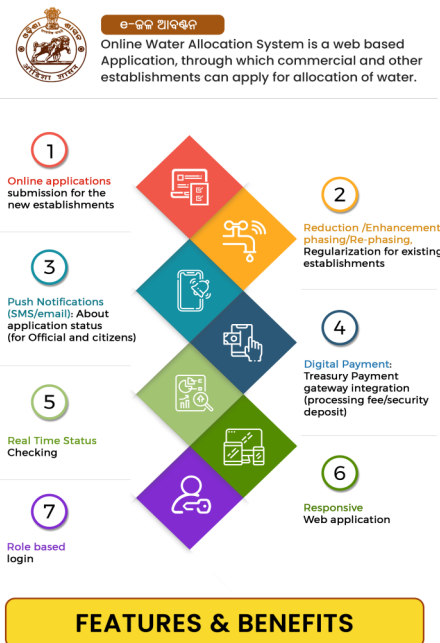 e-ଜଳ ଆବଣ୍ଟନ
Online Water Allocation System is a web based
Application, through which commercial and other
establishments can apply for allocation of water.
1
Online applications
submission for the
new establishments
2
Reduction /Enhancement
phasing/Re-phasing,
Regularization for existing
establishments
3
Push Notifications
(SMS/email): About
application status
(for Official and citizens)
4
Digital Payment:
Treasury Payment
gateway integration
(processing fee/security
deposit)
5
Real Time Status
Checking
6
Responsive
Web application
7
Role based
login
FEATURES & BENEFITS